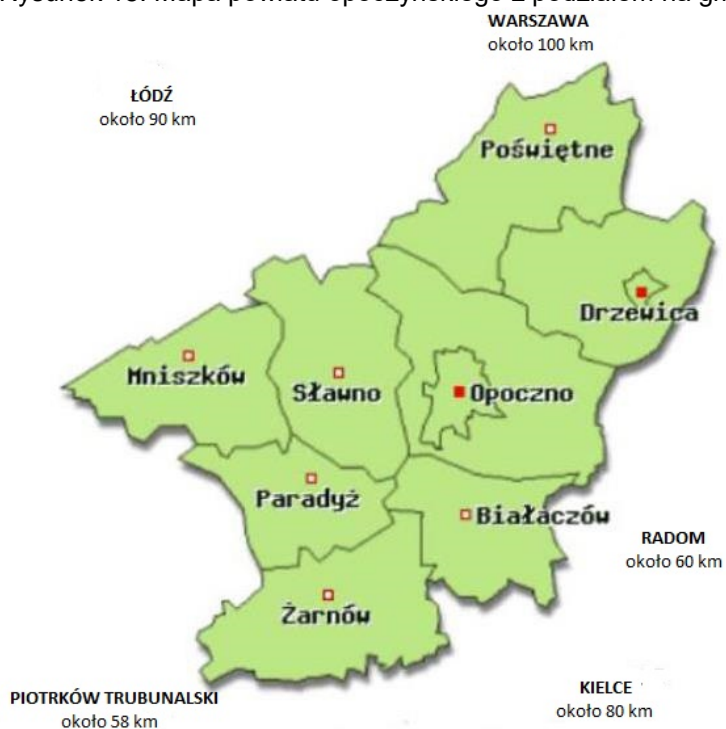 WARSZAWA
około 100 km
ŁÓDŹ
około 90 km
Poświętne
Drzewica
Mniszków
Sławno
Opoczno
Paradyż
Białaczów
RADOM
około 60 km
Żarnów
PIOTRKÓW TRUBUNALSKI
około 58 km
KIELCE
około 80 km